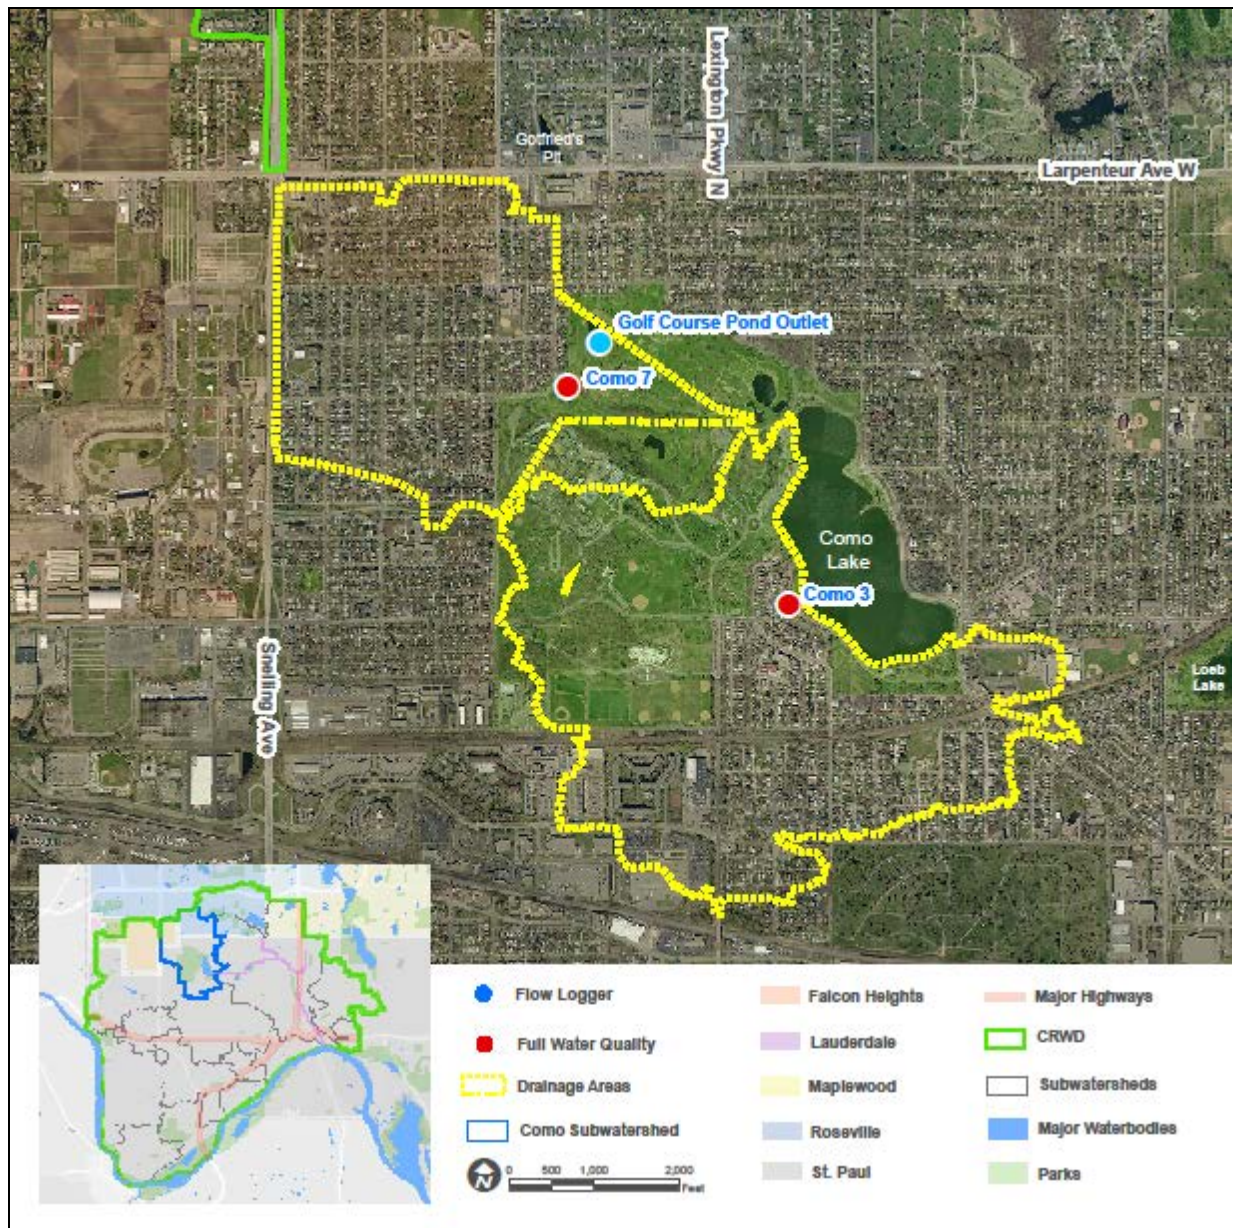 Lexington Pkwy N
Gottfried's
Pit
Larpenteur Ave W
Golf Course Pond Outlet
Como 7
Como
Lake
Como 3
Snelling Ave
Loeb
Lake
Flow Logger
Full Water Quality
Drainage Areas
Como Subwatershed
N
0 500 1,000 2,000
Feet
Falcon Heights
Lauderdale
Maplewood
Roseville
St. Paul
Major Highways
CRWD
Subwatersheds
Major Waterbodies
Parks